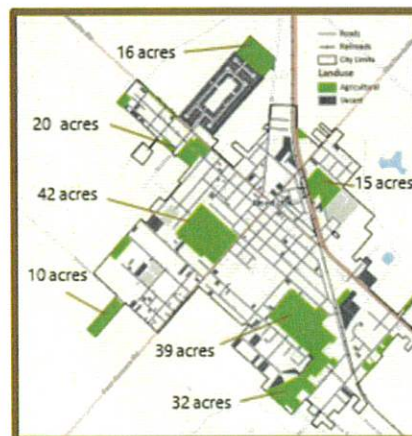 16 acres
Roads
Railroads
City Limits
Landuse
Agricultural
Vacant
20 acres
15 acres
42 acres
10 acres
39 acres
32 acres